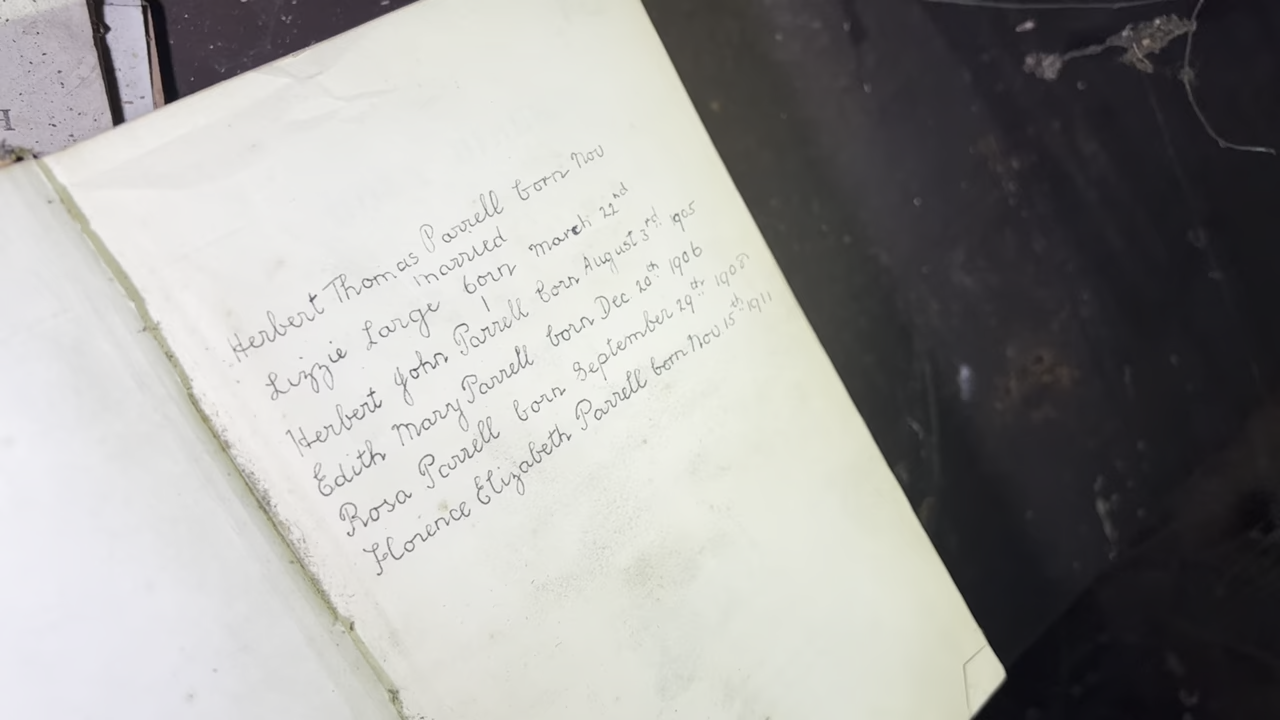 Herbert Thomas Parrell born Nov
married
Lizzie Large born March 22nd
Herbert John Parrell born August 3rd 1905
Edith Mary Parrell born Dec 20th 1906
Rosa Parrell born September 29th
Florence Elizabeth Parrell born Nov 15th 1911